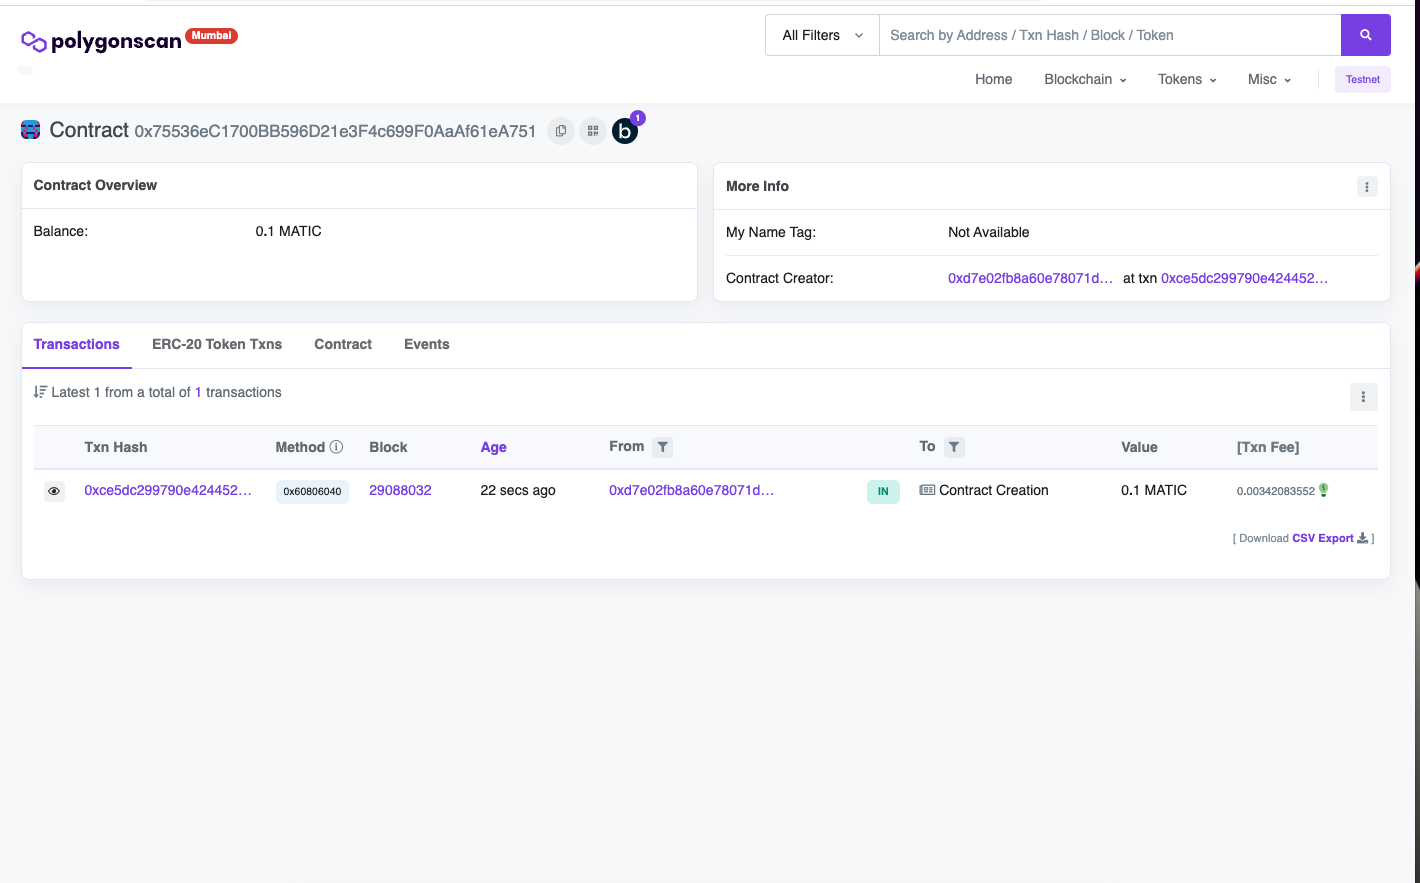 polygonscan Mumbai
All Filters Search by Address / Txn Hash / Block / Token
Home Blockchain Tokens Misc Testnet
Contract 0x75536eC1700BB596D21e3F4c699F0AaAf61eA751 b 1
Contract Overview
Balance: 0.1 MATIC
More Info
My Name Tag: Not Available
Contract Creator: 0xd7e02fb8a60e78071d... at txn 0xce5dc299790e424452...
Transactions ERC-20 Token Txns Contract Events
Latest 1 from a total of 1 transactions
Txn Hash Method Block Age From To Value [Txn Fee]
0xce5dc299790e424452... 0x60806040 29088032 22 secs ago 0xd7e02fb8a60e78071d... IN Contract Creation 0.1 MATIC 0.00342083552
[ Download CSV Export ]